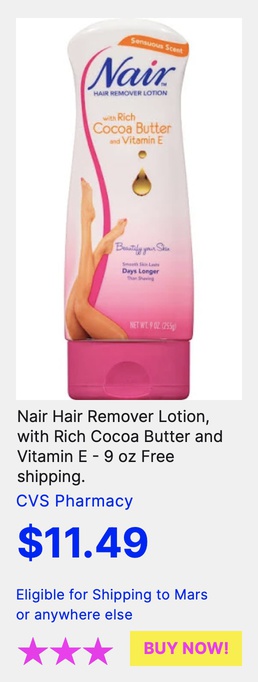 Sensuous Scent
Nair
HAIR REMOVER LOTION
with Rich
Cocoa Butter
and Vitamin E
Beautify your Skin
Smooth Skin Lasts
Days Longer
Than Shaving
NET WT. 9 OZ. (255g)
Nair Hair Remover Lotion,
with Rich Cocoa Butter and
Vitamin E - 9 oz Free
shipping.
CVS Pharmacy
$11.49
Eligible for Shipping to Mars
or anywhere else
BUY NOW!